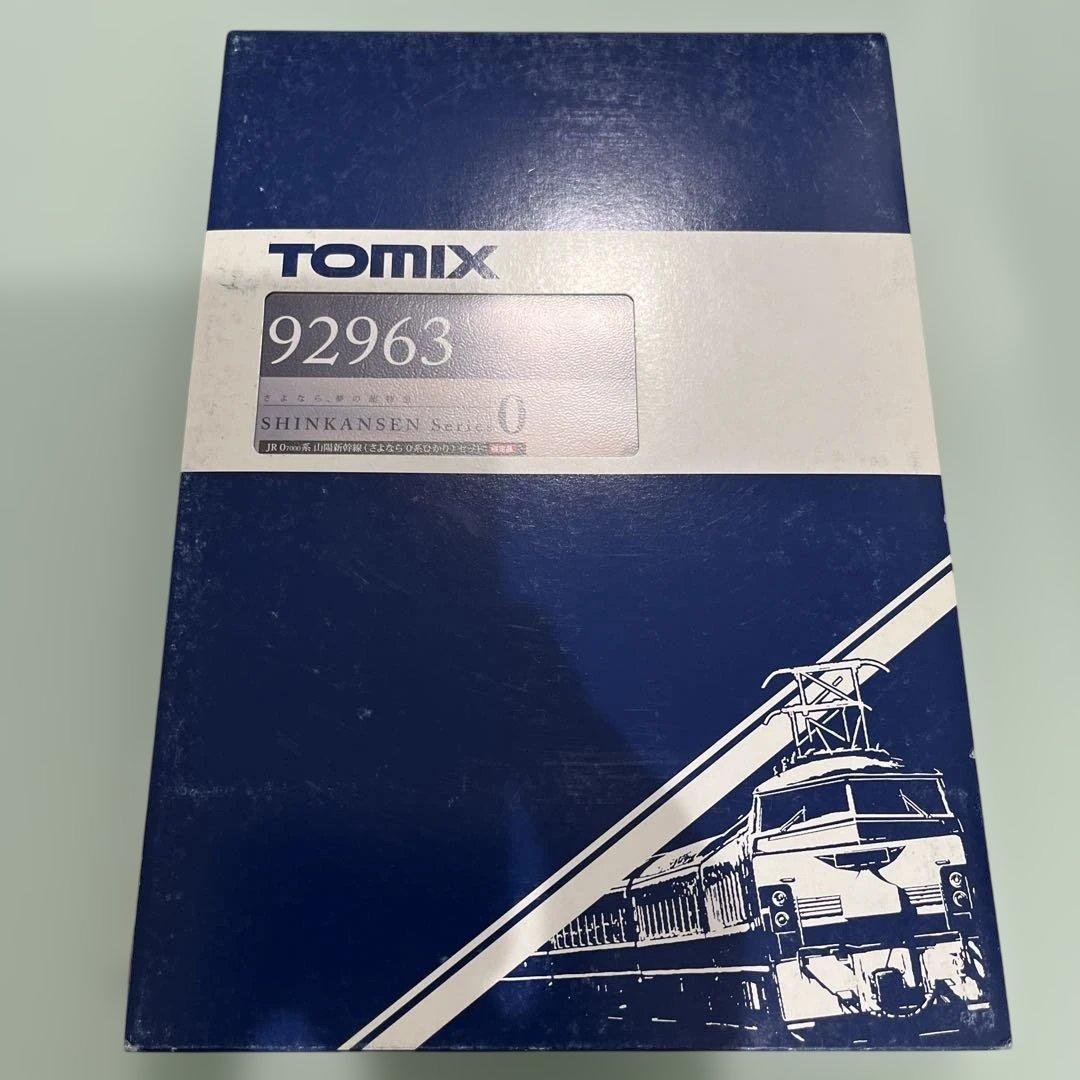 TOMIX
92963
さよなら、夢の超特急
SHINKANSEN Series 0
JR 07000系 山陽新幹線(さよなら0系ひかり)セット 限定品